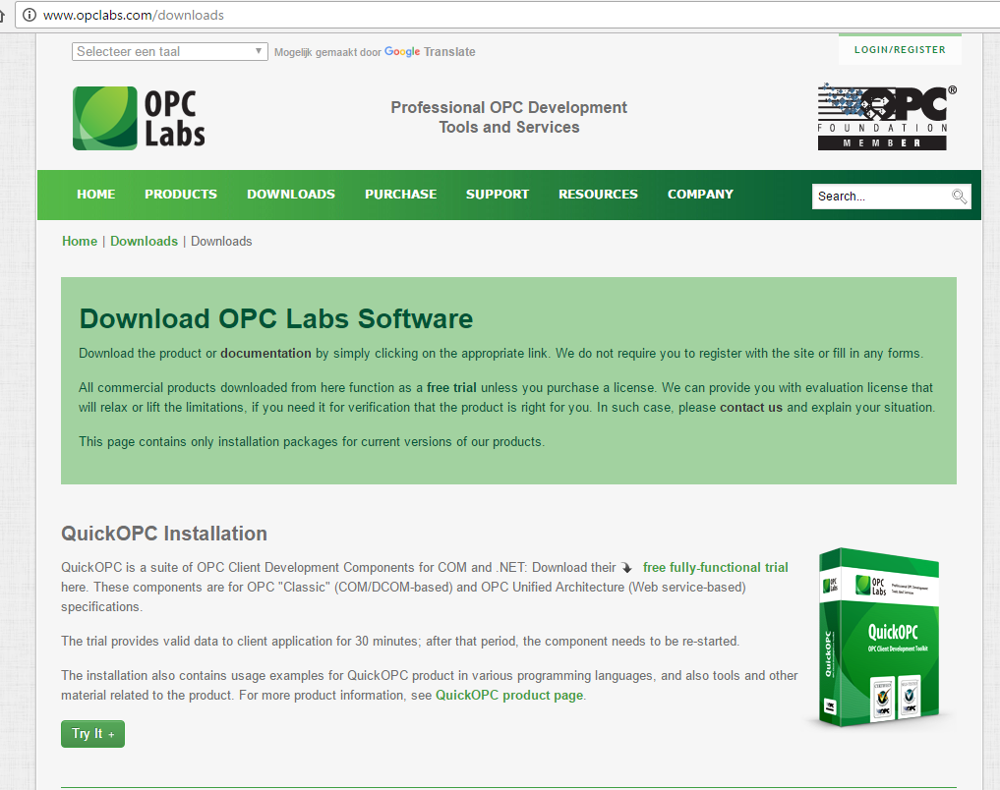 www.opclabs.com/downloads
Selecteer een taal
Mogelijk gemaakt door Google Translate
LOGIN/REGISTER
OPC
Labs
Professional OPC Development
Tools and Services
OPC®
FOUNDATION
MEMBER
HOME PRODUCTS DOWNLOADS PURCHASE SUPPORT RESOURCES COMPANY
Search...
Home | Downloads | Downloads
Download OPC Labs Software
Download the product or documentation by simply clicking on the appropriate link. We do not require you to register with the site or fill in any forms.
All commercial products downloaded from here function as a free trial unless you purchase a license. We can provide you with evaluation license that
will relax or lift the limitations, if you need it for verification that the product is right for you. In such case, please contact us and explain your situation.
This page contains only installation packages for current versions of our products.
QuickOPC Installation
QuickOPC is a suite of OPC Client Development Components for COM and .NET: Download their free fully-functional trial
here. These components are for OPC "Classic" (COM/DCOM-based) and OPC Unified Architecture (Web service-based)
specifications.
The trial provides valid data to client application for 30 minutes; after that period, the component needs to be re-started.
The installation also contains usage examples for QuickOPC product in various programming languages, and also tools and other
material related to the product. For more product information, see QuickOPC product page.
Try It +
OPC
Labs
OPC
Labs
Professional OPC Development
Tools and Services
QuickOPC
OPC Client Development Toolkit
QuickOPC